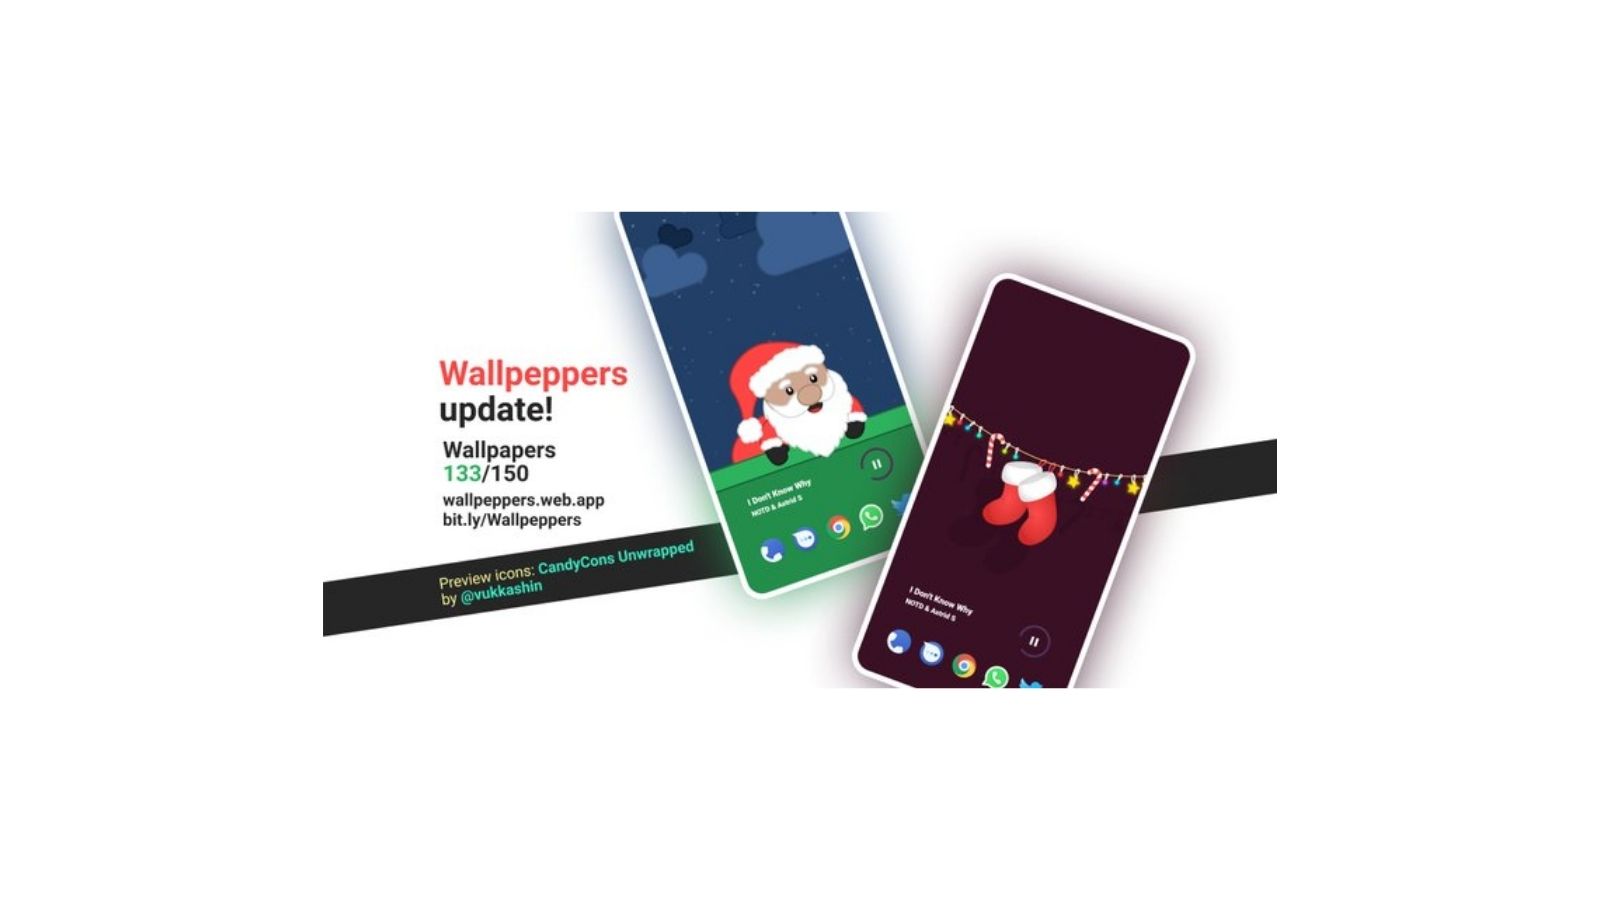 Wallpeppers
update!
Wallpapers
133/150
wallpeppers.web.app
bit.ly/Wallpeppers
Preview icons: CandyCons Unwrapped
by @vukkashin
I Don't Know Why
NOTD & Astrid S
I Don't Know Why
NOTD & Astrid S